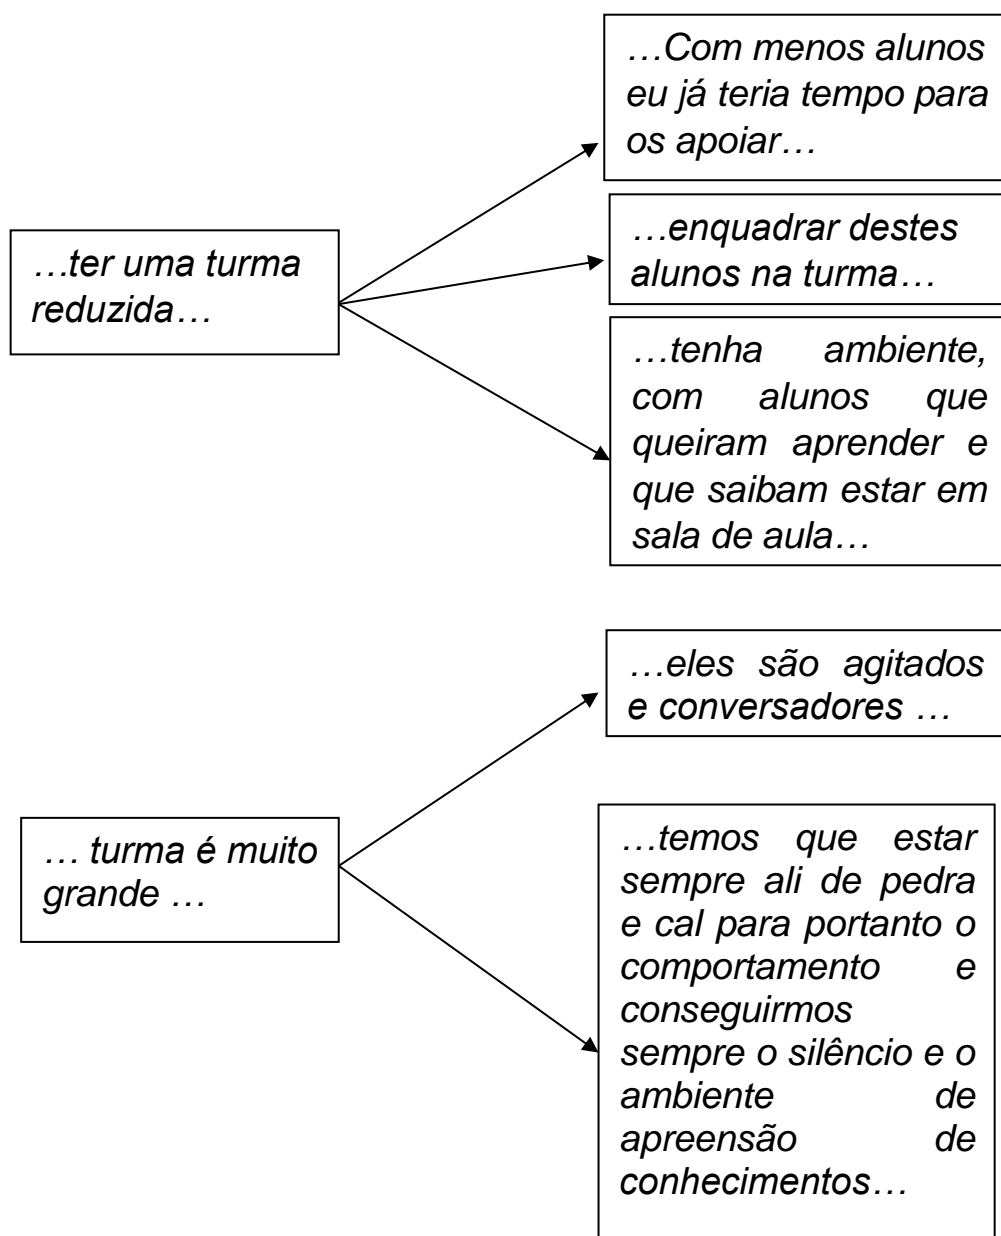 …Com menos alunos
eu já teria tempo para
os apoiar…
…ter uma turma
reduzida…
…enquadrar destes
alunos na turma…
…tenha ambiente,
com alunos que
queiram aprender e
que saibam estar em
sala de aula…
…eles são agitados
e conversadores …
… turma é muito
grande …
…temos que estar
sempre ali de pedra
e cal para portanto o
comportamento e
conseguirmos
sempre o silêncio e o
ambiente de
apreensão de
conhecimentos…